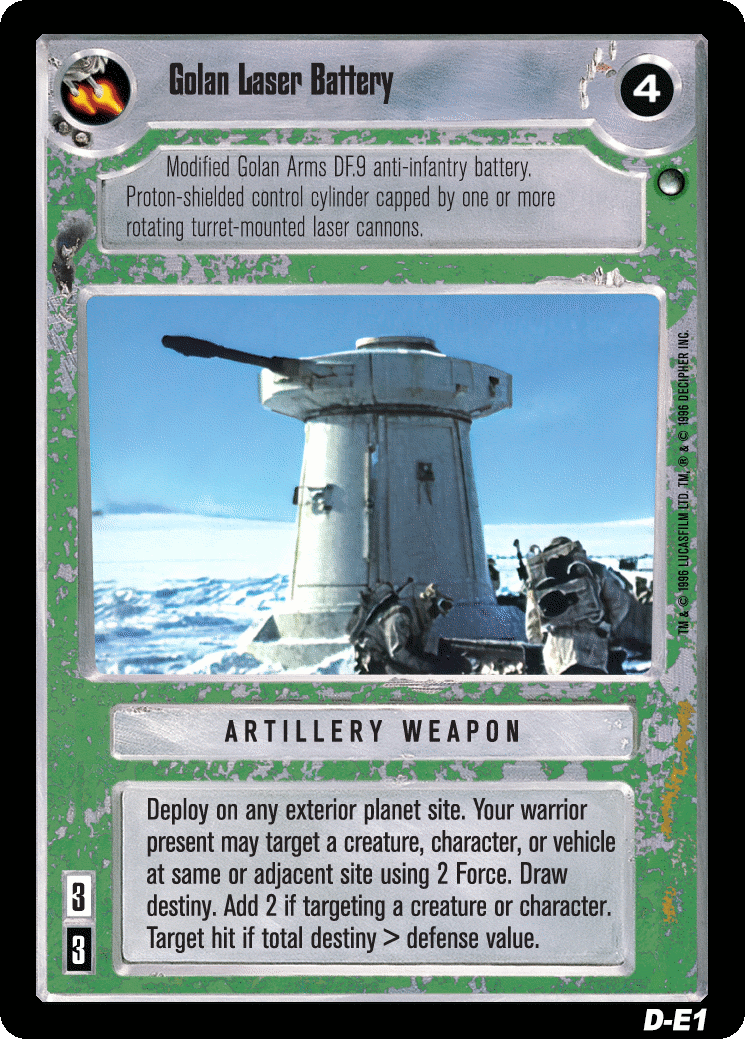 Golan Laser Battery
4
Modified Golan Arms DF.9 anti-infantry battery.
Proton-shielded control cylinder capped by one or more
rotating turret-mounted laser cannons.
TM & © 1996 LUCASFILM LTD. TM, ® & © 1996 DECIPHER INC.
ARTILLERY WEAPON
Deploy on any exterior planet site. Your warrior
present may target a creature, character, or vehicle
at same or adjacent site using 2 Force. Draw
destiny. Add 2 if targeting a creature or character.
Target hit if total destiny > defense value.
3
3
D-E1